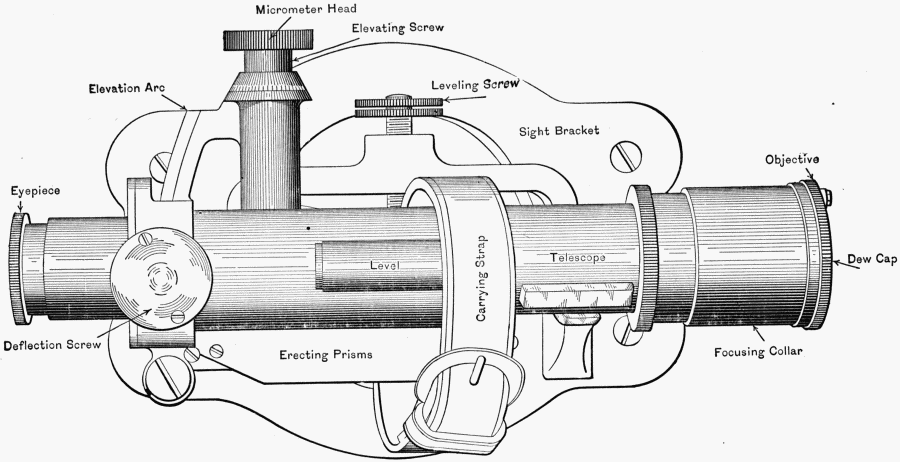 Micrometer Head
Elevating Screw
Elevation Arc
Leveling Screw
Sight Bracket
Objective
Eyepiece
Level
Carrying Strap
Telescope
Dew Cap
Deflection Screw
Erecting Prisms
Focusing Collar